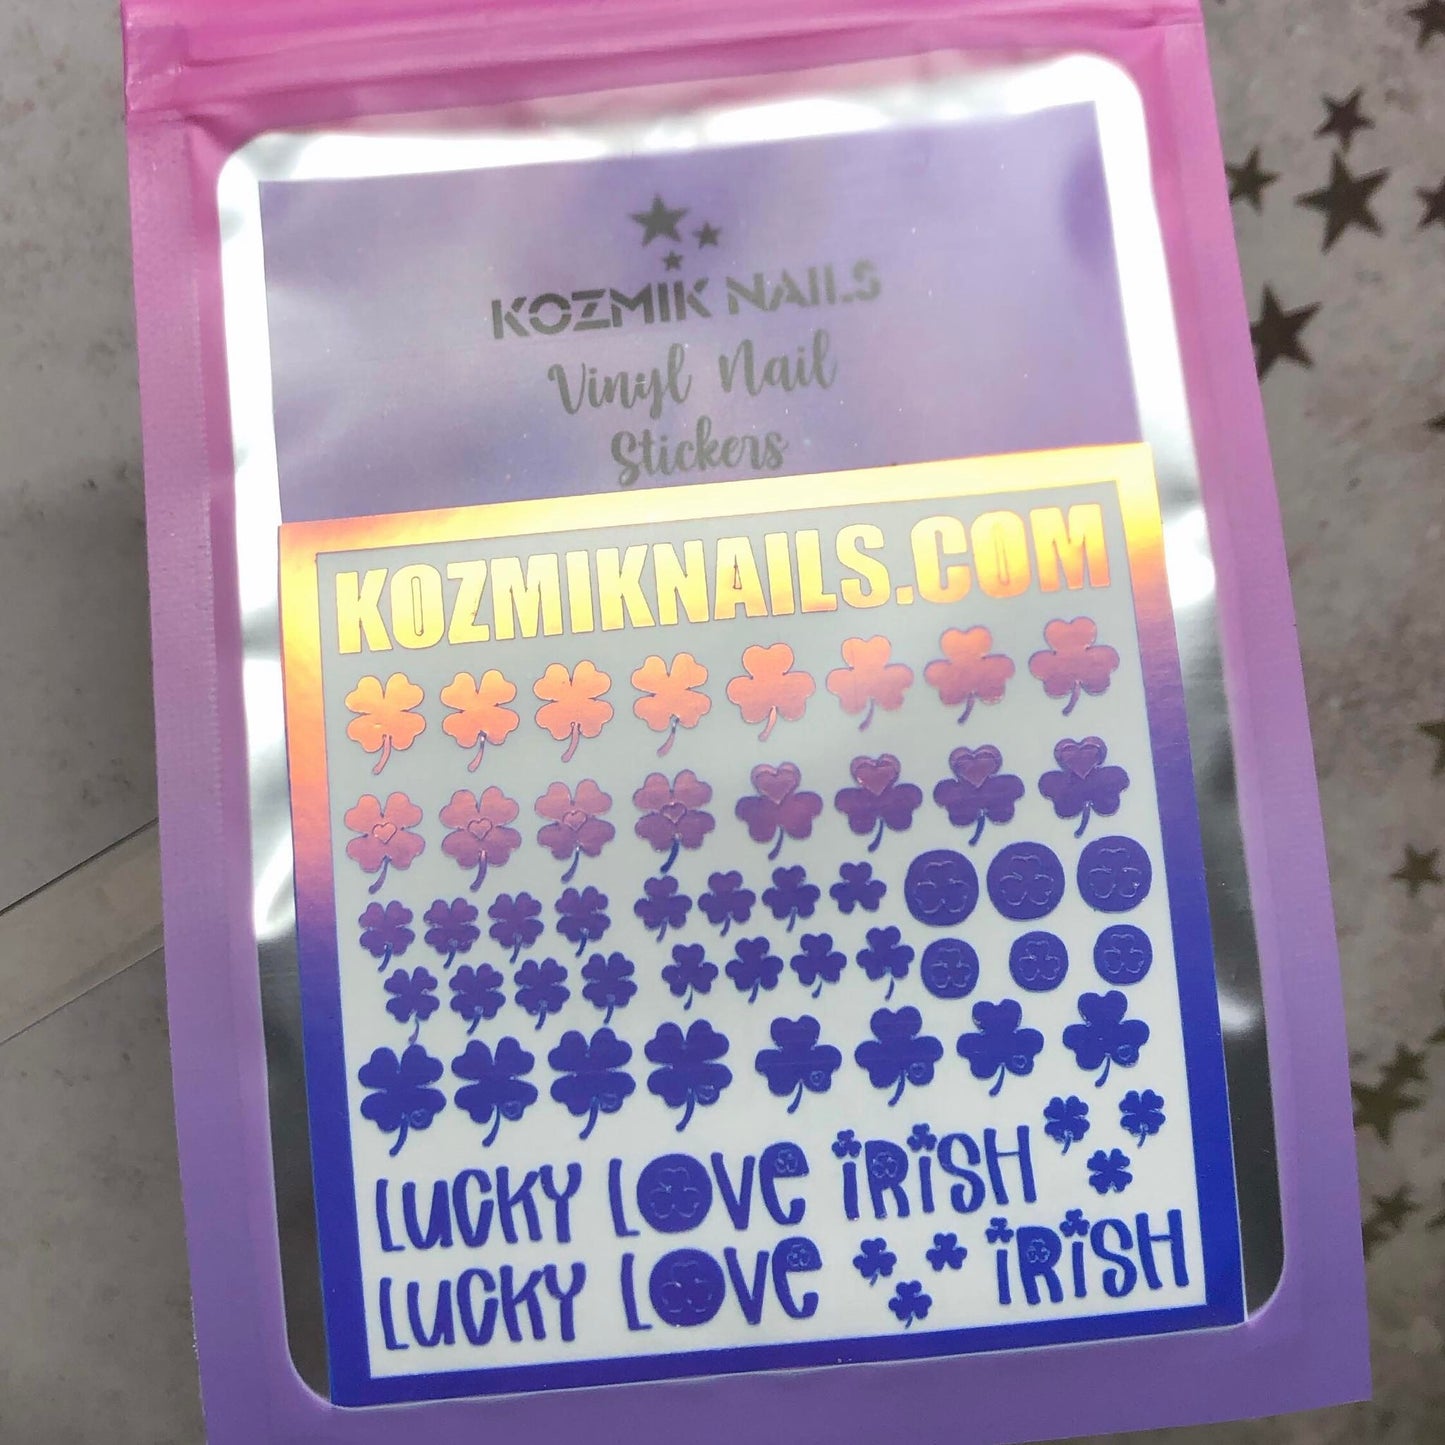 KOZMIK NAILS
Vinyl Nail
Stickers
KOZMIKNAILS.COM
LUCKY LOVE iRiSH
LUCKY LOVE iRiSH